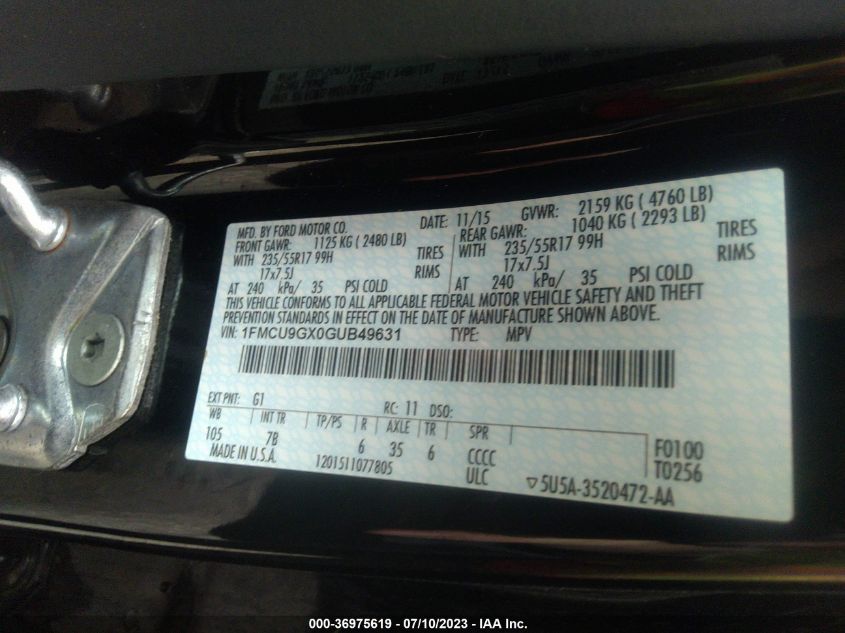 MFD. BY FORD MOTOR CO. DATE: 11/15 GVWR: 2159 KG ( 4760 LB)
FRONT GAWR: 1125 KG ( 2480 LB) REAR GAWR: 1040 KG ( 2293 LB)
WITH 235/55R17 99H TIRES WITH 235/55R17 99H TIRES
17x7.5J RIMS 17x7.5J RIMS
AT 240 kPa/ 35 PSI COLD AT 240 kPa/ 35 PSI COLD
THIS VEHICLE CONFORMS TO ALL APPLICABLE FEDERAL MOTOR VEHICLE SAFETY AND THEFT
PREVENTION STANDARDS IN EFFECT ON THE DATE OF MANUFACTURE SHOWN ABOVE.
VIN: 1FMCU9GX0GUB49631 TYPE: MPV
EXT PNT: G1 RC: 11 DSO:
WB INT TR TP/PS R AXLE TR SPR
105 7B 6 35 6 CCCC F0100
MADE IN U.S.A. 1201511077805 ULC T0256
▽5U5A-3520472-AA
000-36975619 - 07/10/2023 - IAA Inc.